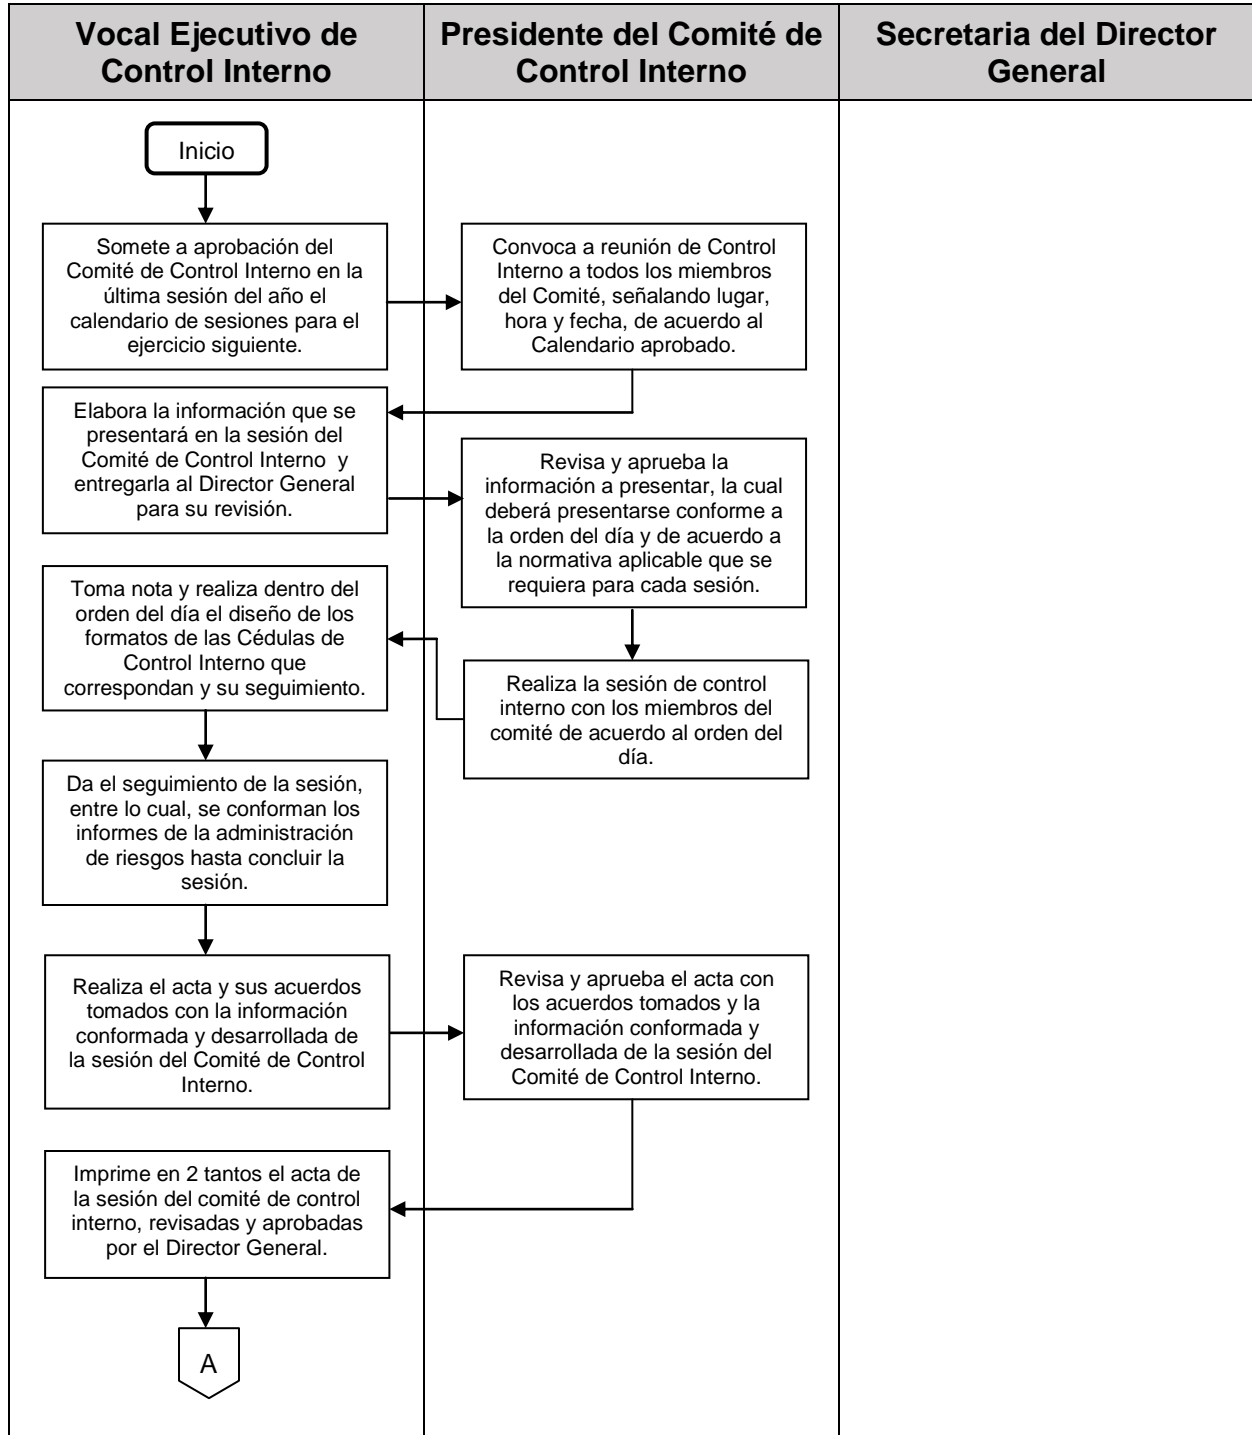 Vocal Ejecutivo de
Control Interno
Presidente del Comité de
Control Interno
Secretaria del Director
General
Inicio
Somete a aprobación del
Comité de Control Interno en la
última sesión del año el
calendario de sesiones para el
ejercicio siguiente.
Convoca a reunión de Control
Interno a todos los miembros
del Comité, señalando lugar,
hora y fecha, de acuerdo al
Calendario aprobado.
Elabora la información que se
presentará en la sesión del
Comité de Control Interno y
entregarla al Director General
para su revisión.
Revisa y aprueba la
información a presentar, la cual
deberá presentarse conforme a
la orden del día y de acuerdo a
la normativa aplicable que se
requiera para cada sesión.
Realiza la sesión de control
interno con los miembros del
comité de acuerdo al orden del
día.
Toma nota y realiza dentro del
orden del día el diseño de los
formatos de las Cédulas de
Control Interno que
correspondan y su seguimiento.
Da el seguimiento de la sesión,
entre lo cual, se conforman los
informes de la administración
de riesgos hasta concluir la
sesión.
Realiza el acta y sus acuerdos
tomados con la información
conformada y desarrollada de
la sesión del Comité de Control
Interno.
Revisa y aprueba el acta con
los acuerdos tomados y la
información conformada y
desarrollada de la sesión del
Comité de Control Interno.
Imprime en 2 tantos el acta de
la sesión del comité de control
interno, revisadas y aprobadas
por el Director General.
A